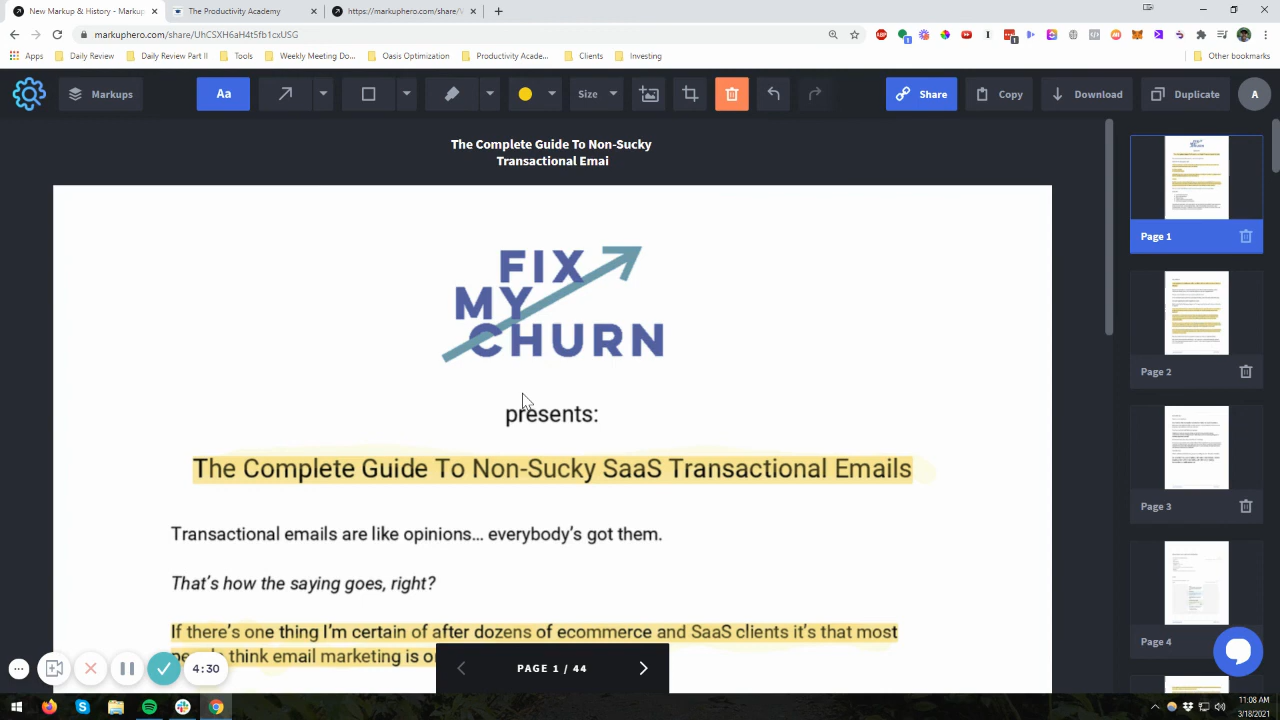 New Markup & History - Markup
The Productivity Academy
https://markuphero.com/share/
markuphero.com/share/UhCSXH6aH4t5fb1cxUSG
Apps
Daily Review
Daily Review Part II
Tools
Weekly Meeting Do...
Oasis Optimization
Productivity Acade...
Clients
Investing
Other bookmarks
Markups
Aa
Size
Share
Copy
Download
Duplicate
A
The Complete Guide To Non-Sucky
Transactional Emai
FIX
MY
CHURN
presents:
The Complete Guide To Non-Sucky SaaS Transactional Emails
Transactional emails are like opinions... everybody's got them.
That's how the saying goes, right?
If there's one thing I'm certain of after dozens of ecommerce and SaaS clients it's that most
think email marketing is
PAGE 1 / 44
4:30
Page 1
Page 2
Page 3
Page 4
11:08 AM
3/18/2021